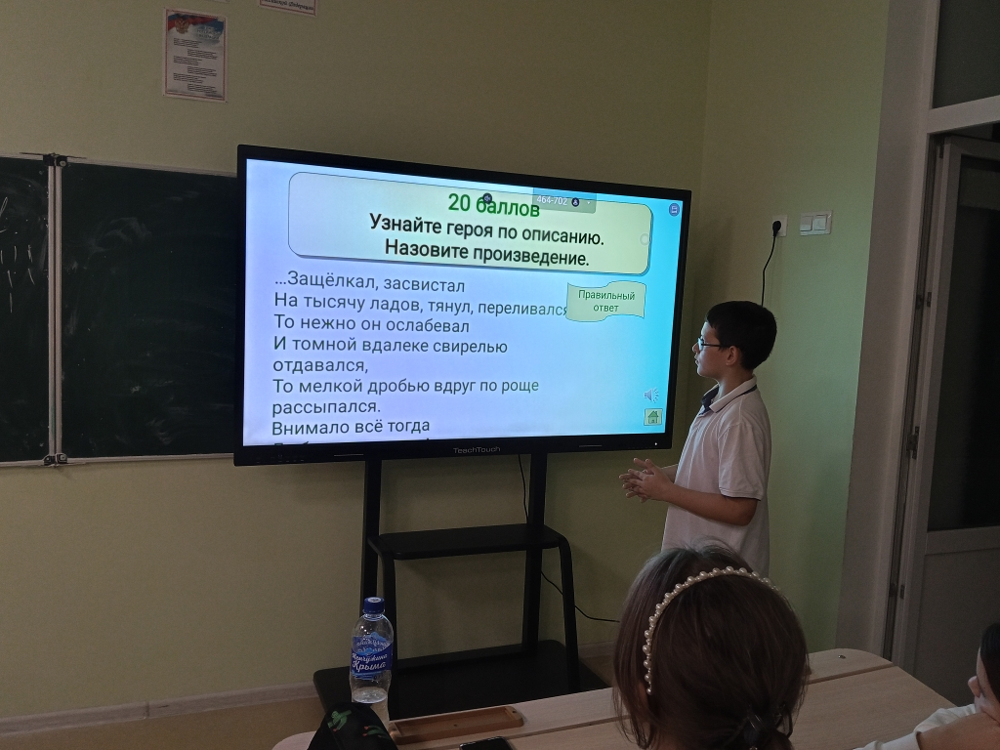 20 баллов
464-702
Узнайте героя по описанию.
Назовите произведение.
...Защёлкал, засвистал
На тысячу ладов, тянул, переливался
Правильный
ответ
То нежно он ослабевал
И томной вдалеке свирелью
отдавался,
То мелкой дробью вдруг по роще
рассыпался.
Внимало всё тогда
TeachTouch
Жемчужина
Крыма